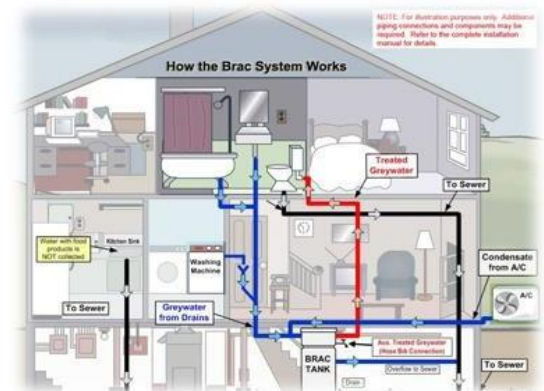 NOTE: For illustration purposes only. Additional
piping connections and components may be
required. Refer to the complete installation
manual for details.
How the Brac System Works
Treated
Greywater
To Sewer
Water with food
products is
NOT collected
Kitchen Sink
Washing
Machine
Condensate
from A/C
A/C
To Sewer
Greywater
from Drains
Aux. Treated Greywater
(Hose Bib Connection)
BRAC
TANK
Overflow to Sewer
Drain
To Sewer